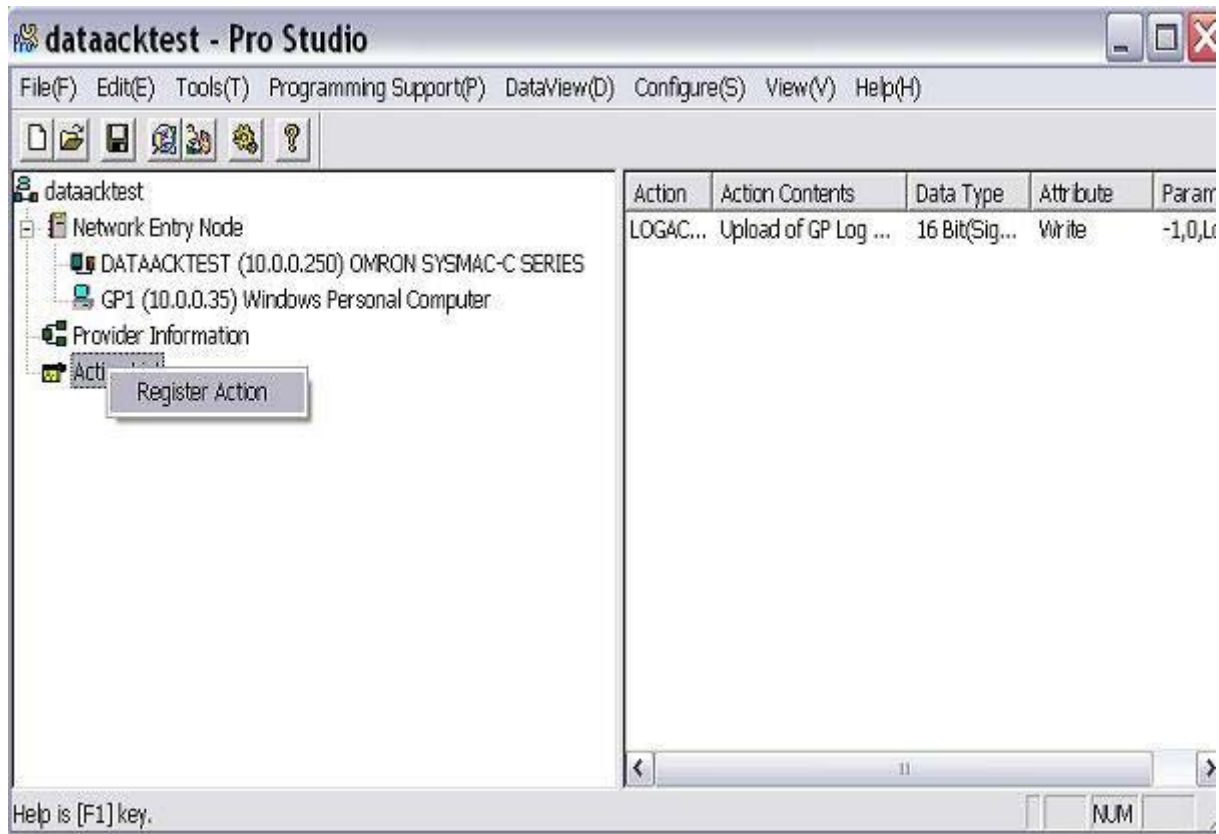 dataacktest - Pro Studio
File(F) Edit(E) Tools(T) Programming Support(P) DataView(D) Configure(S) View(V) Help(H)
dataacktest
Network Entry Node
DATAACKTEST (10.0.0.250) OMRON SYSMAC-C SERIES
GP1 (10.0.0.35) Windows Personal Computer
Provider Information
Acti
Register Action
Action Action Contents Data Type Attribute Param
LOGAC... Upload of GP Log ... 16 Bit(Sig... Write -1,0,Lo
Help is [F1] key.
NUM